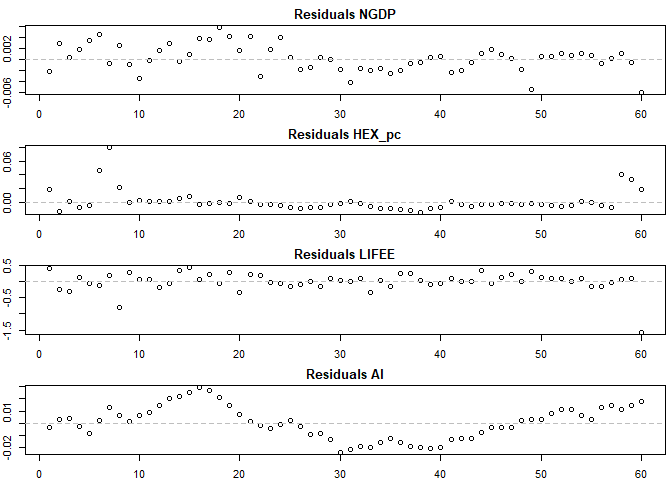 Residuals NGDP
0.002
-0.006
0 10 20 30 40 50 60
Residuals HEX_pc
0.06
0.00
0 10 20 30 40 50 60
Residuals LIFEE
0.5
-0.5
-1.5
0 10 20 30 40 50 60
Residuals AI
0.01
-0.02
0 10 20 30 40 50 60